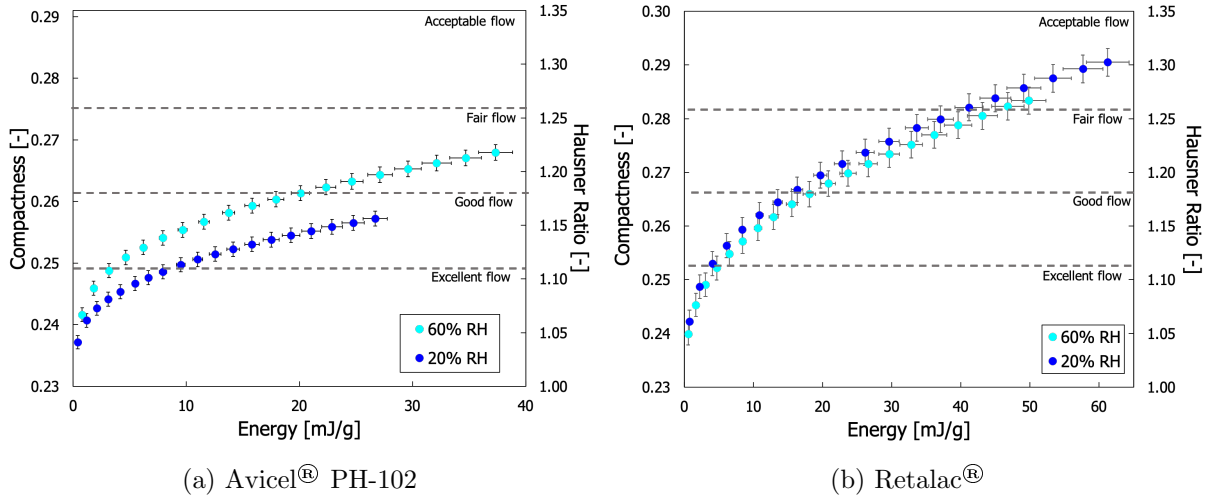 0.29
0.28
0.27
0.26
0.25
0.24
0.23
Compactness [-]
0
10
20
30
40
Energy [mJ/g]
1.35
1.30
1.25
1.20
1.15
1.10
1.05
1.00
Hausner Ratio [-]
Acceptable flow
Fair flow
Good flow
Excellent flow
60% RH
20% RH
(a) Avicel® PH-102
0.30
0.29
0.28
0.27
0.26
0.25
0.24
0.23
Compactness [-]
0
10
20
30
40
50
60
Energy [mJ/g]
1.35
1.30
1.25
1.20
1.15
1.10
1.05
1.00
Hausner Ratio [-]
Acceptable flow
Fair flow
Good flow
Excellent flow
60% RH
20% RH
(b) Retalac®